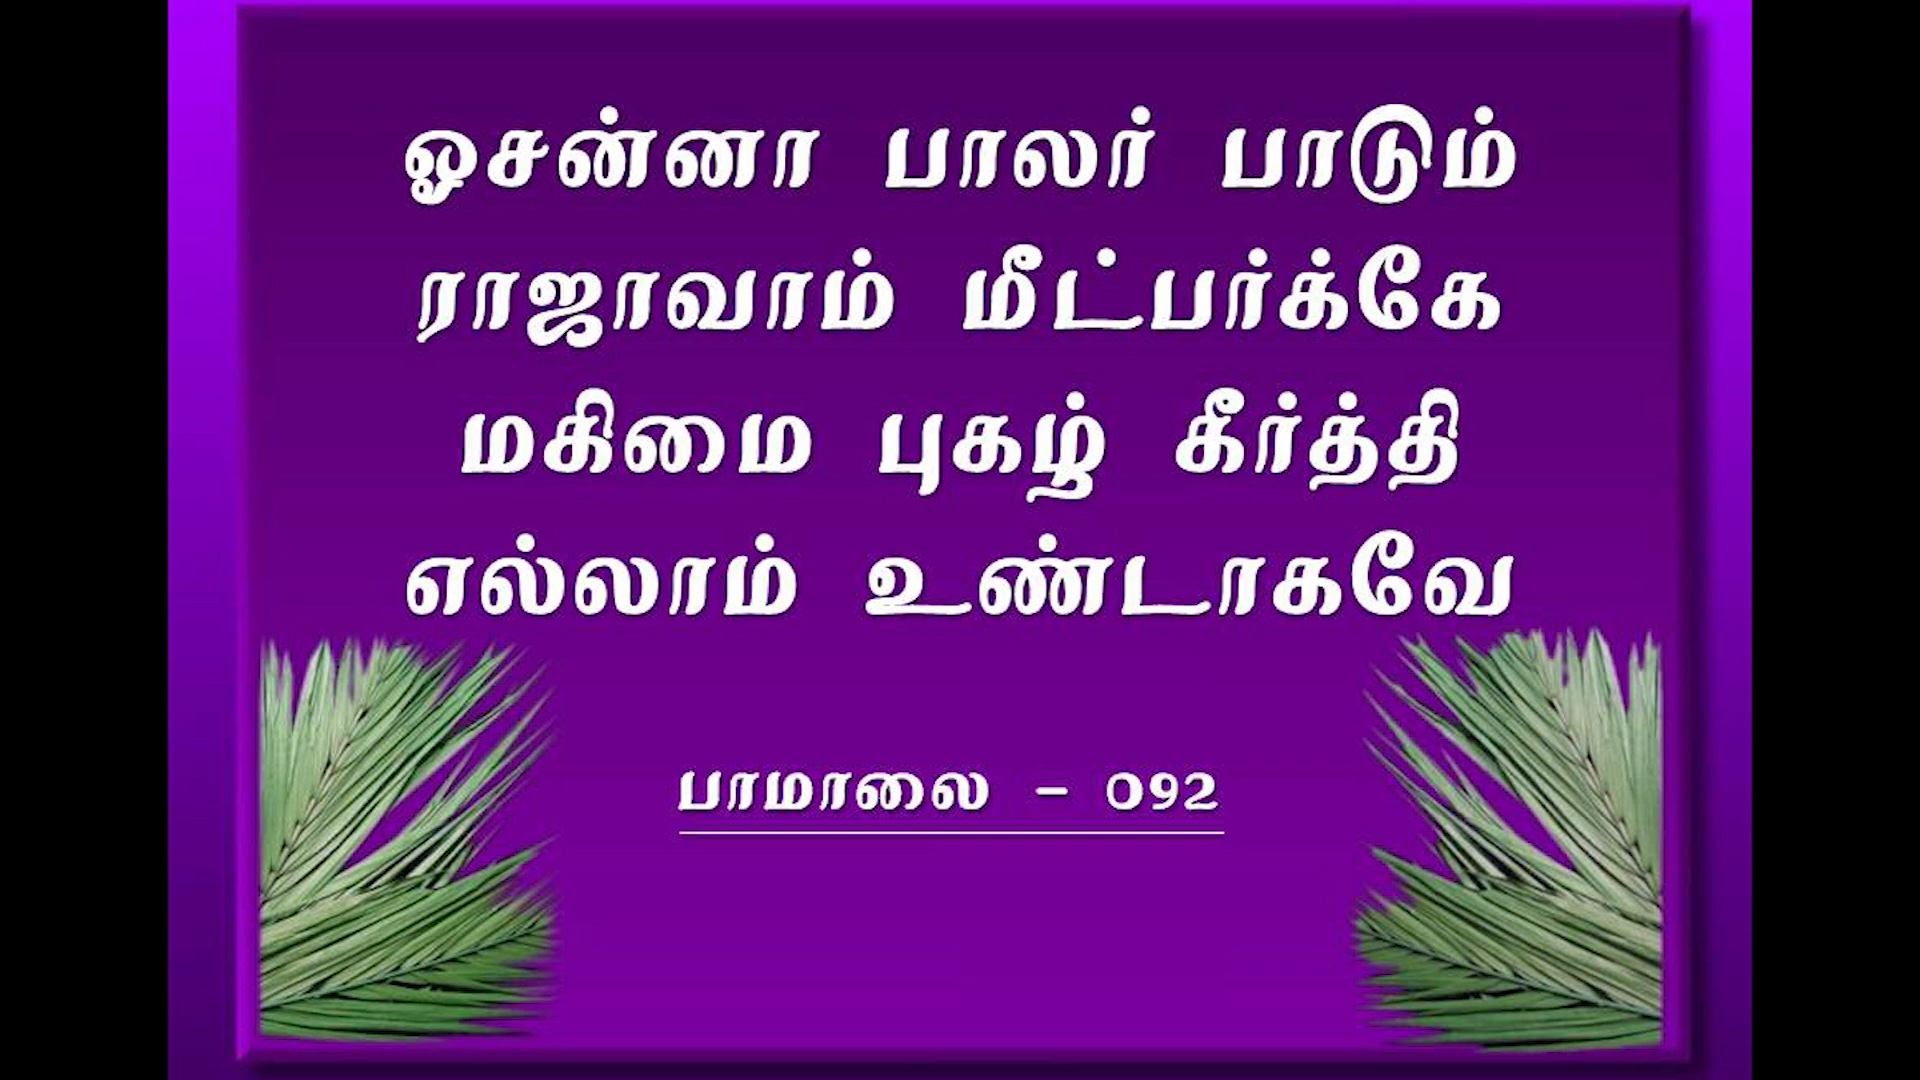 ஓசன்னா பாலர் பாடும்
ராஜாவாம் மீட்பர்க்கே
மகிமை புகழ் கீர்த்தி
எல்லாம் உண்டாகவே
பாமாலை - 092